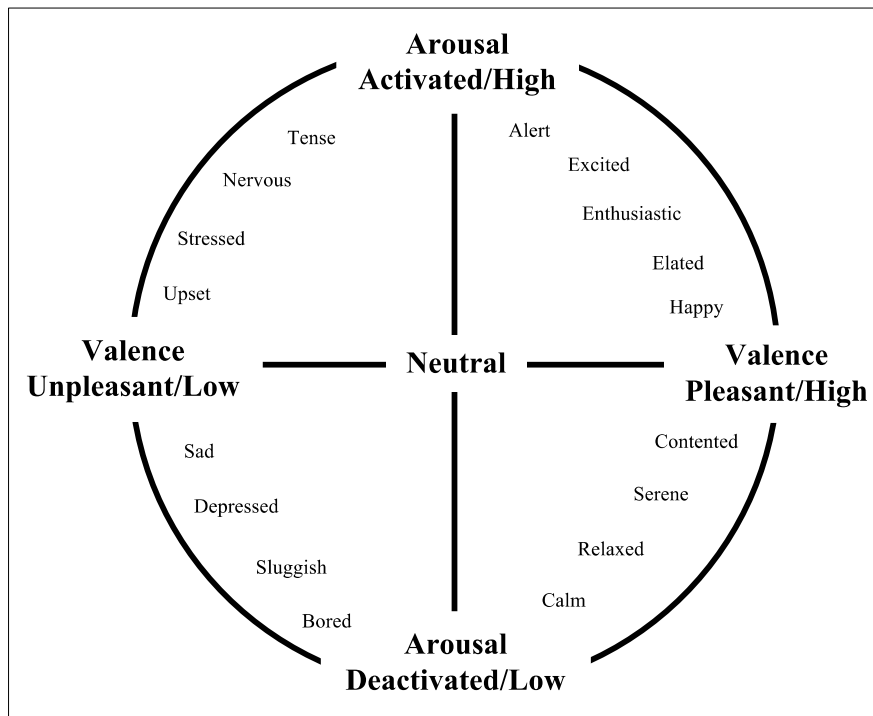 Arousal
Activated/High
Tense
Alert
Excited
Nervous
Enthusiastic
Stressed
Elated
Upset
Happy
Valence
Unpleasant/Low
Neutral
Valence
Pleasant/High
Sad
Contented
Depressed
Serene
Sluggish
Relaxed
Calm
Bored
Arousal
Deactivated/Low